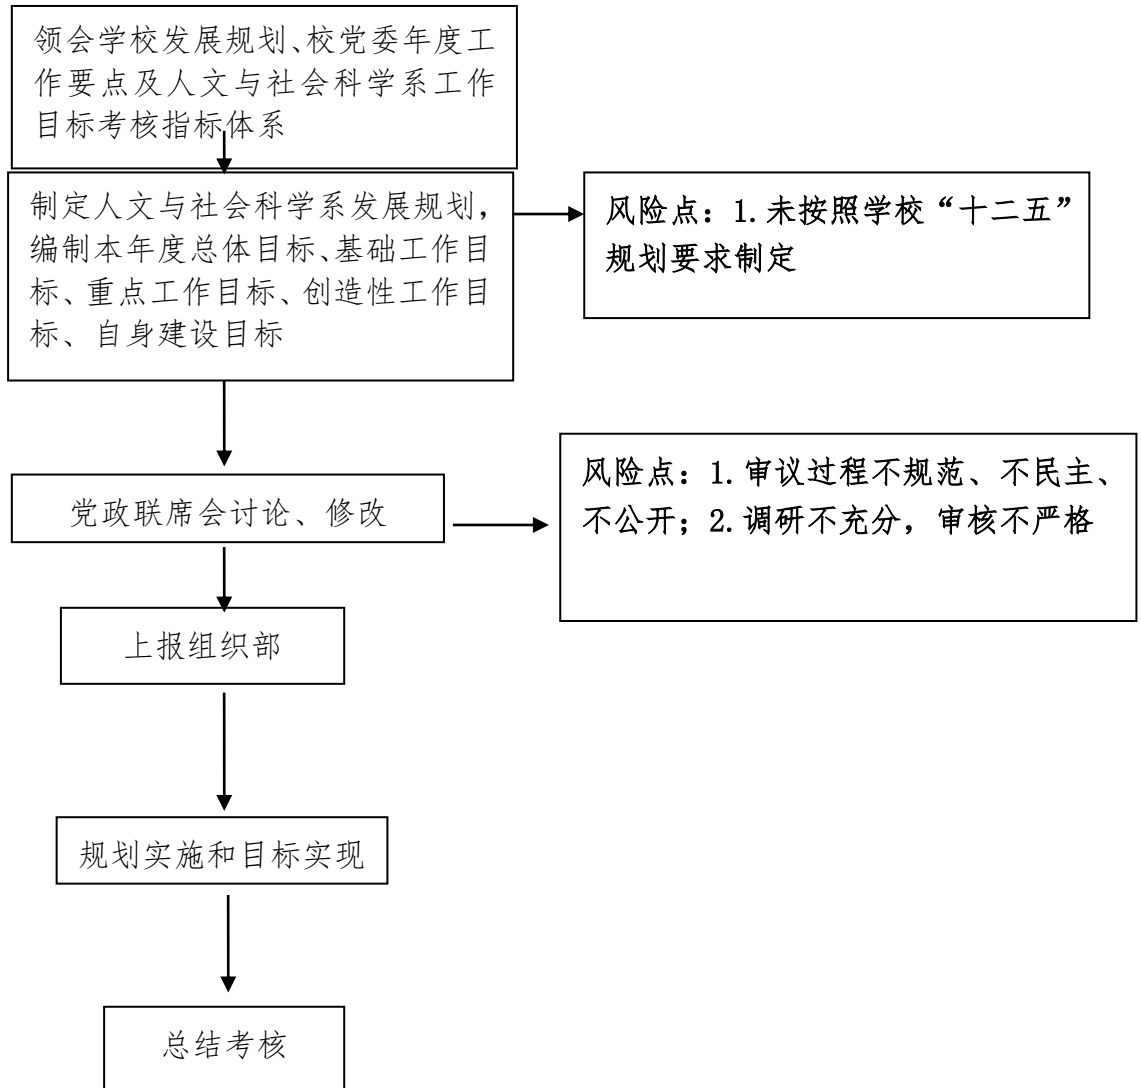 领会学校发展规划、校党委年度工
作要点及人文与社会科学系工作
目标考核指标体系
制定人文与社会科学系发展规划，
编制本年度总体目标、基础工作目
标、重点工作目标、创造性工作目
标、自身建设目标
风险点：1.未按照学校“十二五”
规划要求制定
党政联席会讨论、修改
风险点：1.审议过程不规范、不民主、
不公开；2.调研不充分，审核不严格
上报组织部
规划实施和目标实现
总结考核